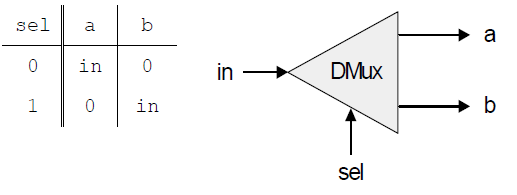 sel a b
0 in 0
1 0 in
in DMux a
b
sel